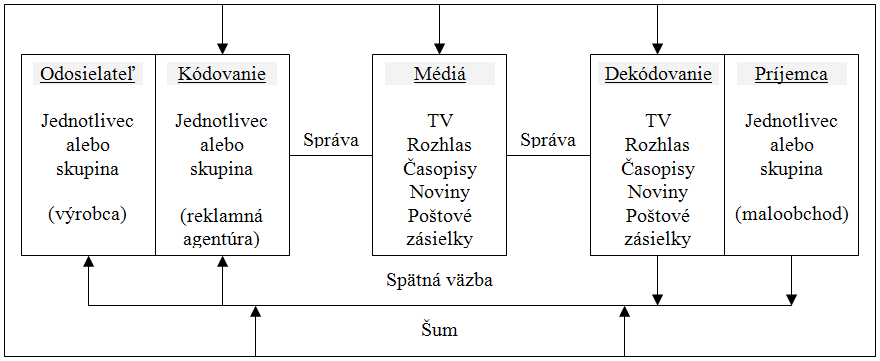 Odosielateľ
Jednotlivec
alebo
skupina
(výrobca)
Kódovanie
Jednotlivec
alebo
skupina
(reklamná
agentúra)
Správa
Médiá
TV
Rozhlas
Časopisy
Noviny
Poštové
zásielky
Správa
Dekódovanie
TV
Rozhlas
Časopisy
Noviny
Poštové
zásielky
Príjemca
Jednotlivec
alebo
skupina
(maloobchod)
Spätná väzba
Šum